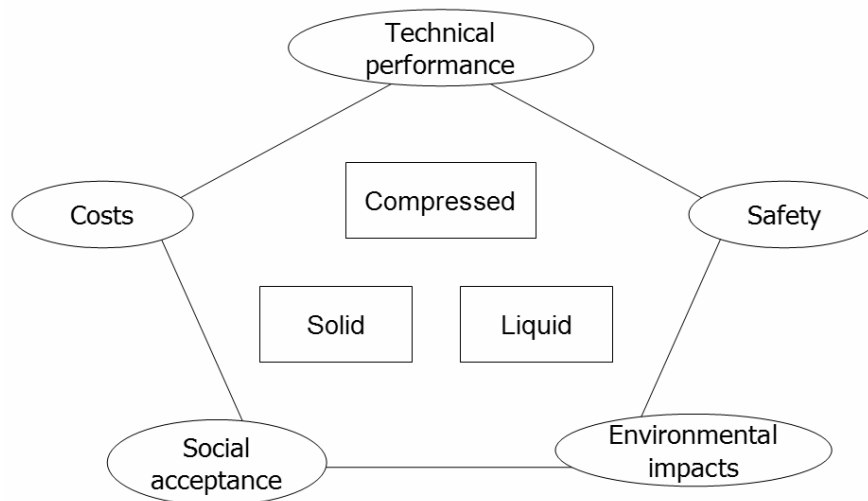 Technical
performance
Compressed
Costs
Safety
Solid
Liquid
Social
acceptance
Environmental
impacts